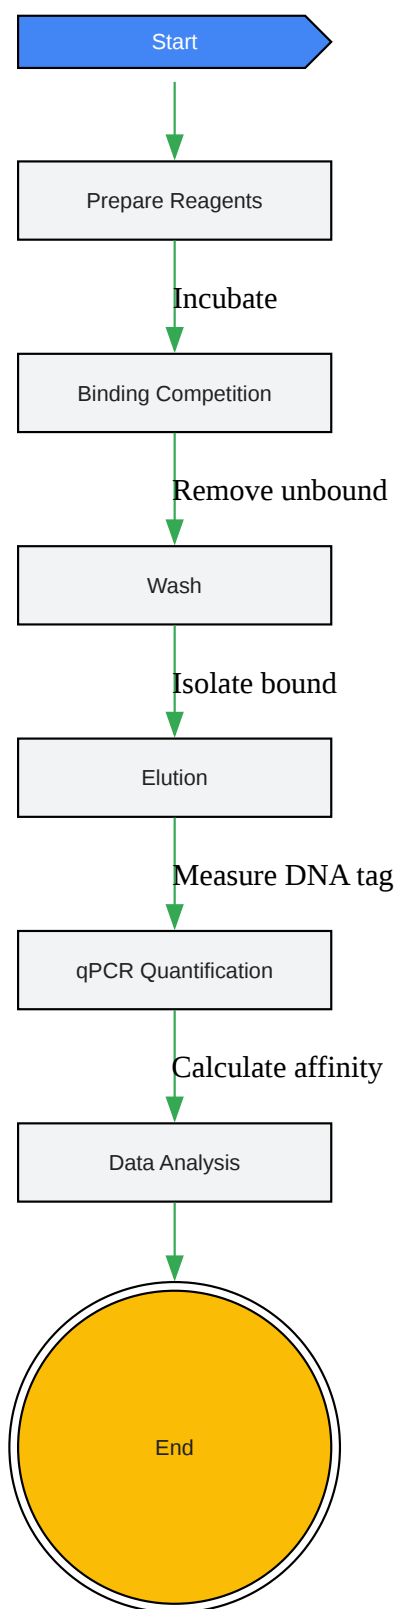 Start
Prepare Reagents
Incubate
Binding Competition
Remove unbound
Wash
Isolate bound
Elution
Measure DNA tag
qPCR Quantification
Calculate affinity
Data Analysis
End